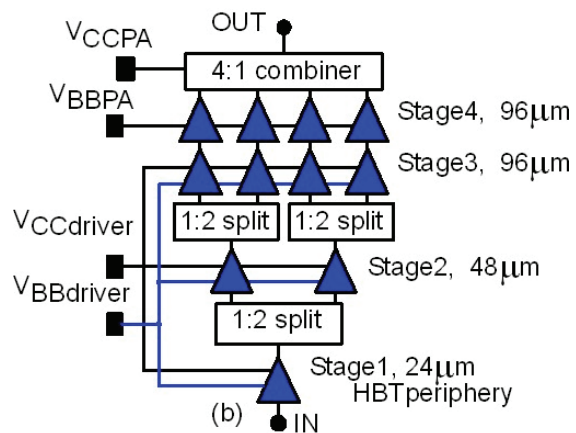 OUT
VCCPA
4:1 combiner
VBBPA
Stage4, 96μm
Stage3, 96μm
1:2 split
1:2 split
VCCdriver
Stage2, 48μm
VBBdriver
1:2 split
Stage1, 24μm
HBTperiphery
(b)
IN